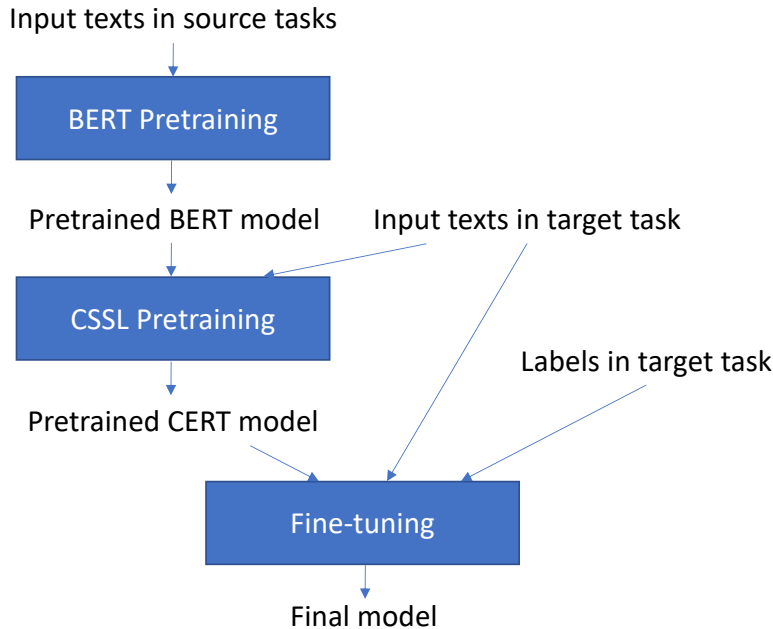 Input texts in source tasks
BERT Pretraining
Pretrained BERT model
Input texts in target task
CSSL Pretraining
Labels in target task
Pretrained CERT model
Fine-tuning
Final model